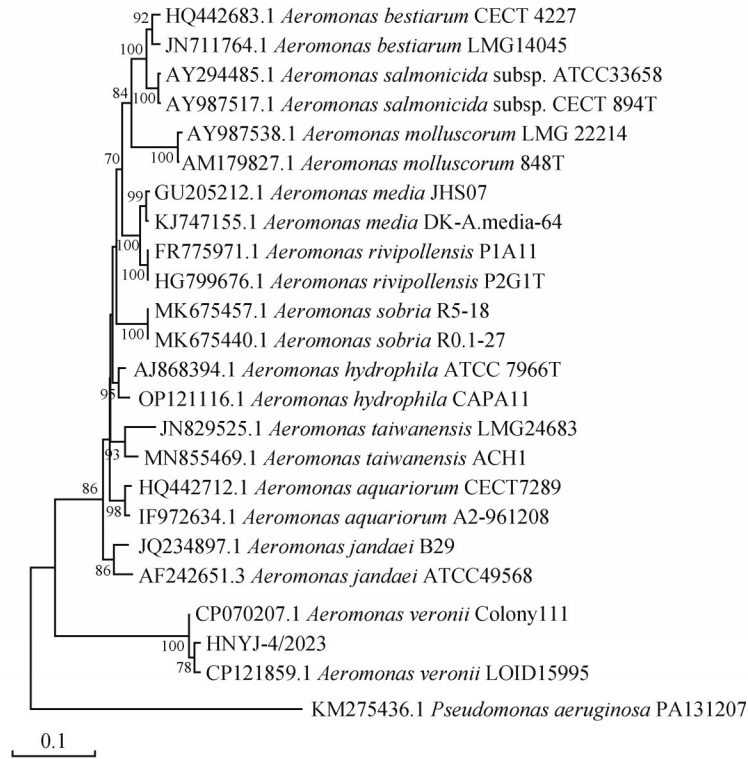 92
HQ442683.1 Aeromonas bestiarum CECT 4227
100
JN711764.1 Aeromonas bestiarum LMG14045
84
100
AY294485.1 Aeromonas salmonicida subsp. ATCC33658
AY987517.1 Aeromonas salmonicida subsp. CECT 894T
AY987538.1 Aeromonas molluscorum LMG 22214
70
100
AM179827.1 Aeromonas molluscorum 848T
99
GU205212.1 Aeromonas media JHS07
KJ747155.1 Aeromonas media DK-A.media-64
100
FR775971.1 Aeromonas rivipollensis P1A11
100
HG799676.1 Aeromonas rivipollensis P2G1T
MK675457.1 Aeromonas sobria R5-18
100
MK675440.1 Aeromonas sobria R0.1-27
AJ868394.1 Aeromonas hydrophila ATCC 7966T
95
OP121116.1 Aeromonas hydrophila CAPA11
JN829525.1 Aeromonas taiwanensis LMG24683
93
MN855469.1 Aeromonas taiwanensis ACH1
86
HQ442712.1 Aeromonas aquariorum CECT7289
98
IF972634.1 Aeromonas aquariorum A2-961208
JQ234897.1 Aeromonas jandaei B29
86
AF242651.3 Aeromonas jandaei ATCC49568
CP070207.1 Aeromonas veronii Colony111
100
HNYJ-4/2023
78
CP121859.1 Aeromonas veronii LOID15995
KM275436.1 Pseudomonas aeruginosa PA131207
0.1